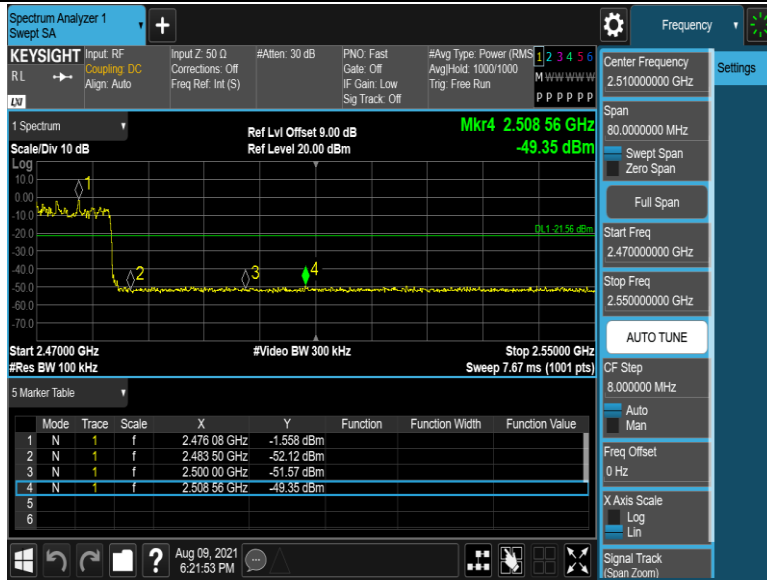 Spectrum Analyzer 1
Swept SA
Frequency
KEYSIGHT
RL
LXI
Input: RF
Coupling: DC
Align: Auto
Input Z: 50 Ω
Corrections: Off
Freq Ref: Int (S)
#Atten: 30 dB
PNO: Fast
Gate: Off
IF Gain: Low
Sig Track: Off
#Avg Type: Power (RMS
Avg|Hold: 1000/1000
Trig: Free Run
1 2 3 4 5 6
M W W W W W
P P P P P P
1 Spectrum
Scale/Div 10 dB
Ref Lvl Offset 9.00 dB
Ref Level 20.00 dBm
Mkr4 2.508 56 GHz
-49.35 dBm
Log
10.0
0.00
-10.0
-20.0
-30.0
-40.0
-50.0
-60.0
-70.0
1
2
3
4
DL1 -21.56 dBm
Start 2.47000 GHz
#Res BW 100 kHz
#Video BW 300 kHz
Stop 2.55000 GHz
Sweep 7.67 ms (1001 pts)
5 Marker Table
Mode Trace Scale X Y Function Function Width Function Value
1 N 1 f 2.476 08 GHz -1.558 dBm
2 N 1 f 2.483 50 GHz -52.12 dBm
3 N 1 f 2.500 00 GHz -51.57 dBm
4 N 1 f 2.508 56 GHz -49.35 dBm
5
6
?
Aug 09, 2021
6:21:53 PM
Center Frequency
2.510000000 GHz
Settings
Span
80.0000000 MHz
Swept Span
Zero Span
Full Span
Start Freq
2.470000000 GHz
Stop Freq
2.550000000 GHz
AUTO TUNE
CF Step
8.000000 MHz
Auto
Man
Freq Offset
0 Hz
X Axis Scale
Log
Lin
Signal Track
(Span Zoom)